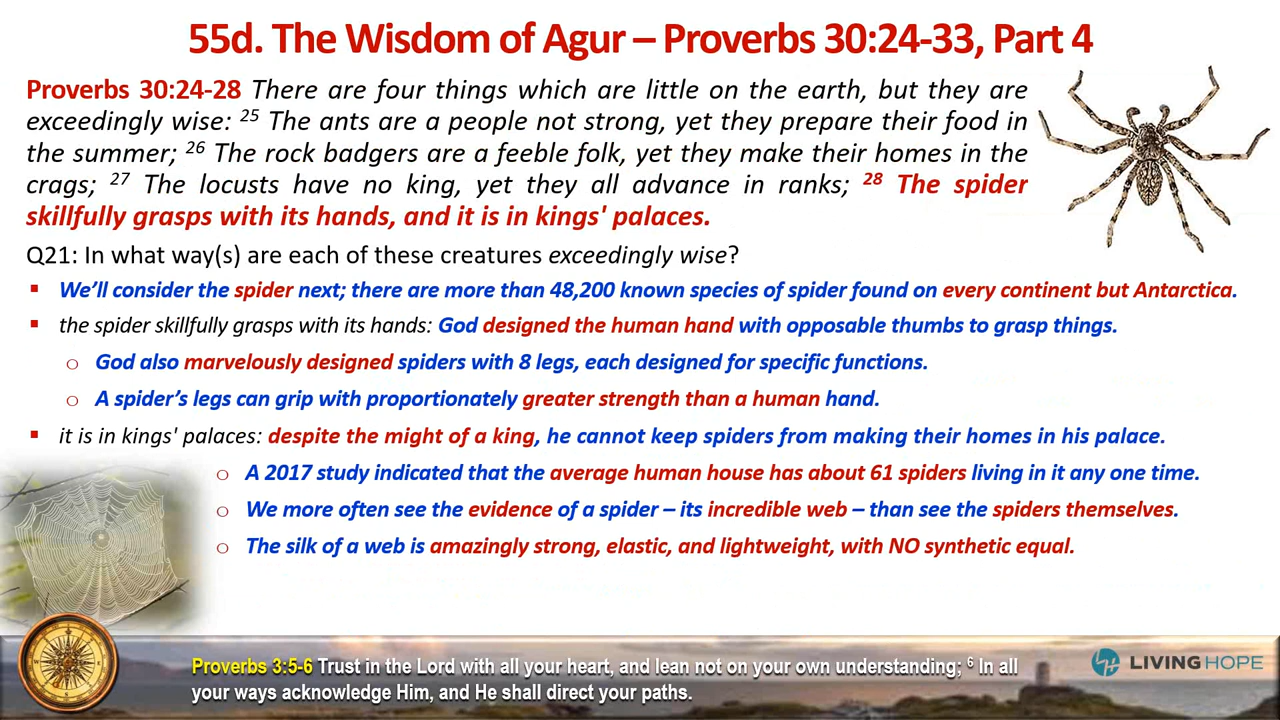 55d. The Wisdom of Agur – Proverbs 30:24-33, Part 4
Proverbs 30:24-28 There are four things which are little on the earth, but they are
exceedingly wise: 25 The ants are a people not strong, yet they prepare their food in
the summer; 26 The rock badgers are a feeble folk, yet they make their homes in the
crags; 27 The locusts have no king, yet they all advance in ranks; 28 The spider
skillfully grasps with its hands, and it is in kings' palaces.
Q21: In what way(s) are each of these creatures exceedingly wise?
▪ We’ll consider the spider next; there are more than 48,200 known species of spider found on every continent but Antarctica.
▪ the spider skillfully grasps with its hands: God designed the human hand with opposable thumbs to grasp things.
o God also marvelously designed spiders with 8 legs, each designed for specific functions.
o A spider’s legs can grip with proportionately greater strength than a human hand.
▪ it is in kings' palaces: despite the might of a king, he cannot keep spiders from making their homes in his palace.
o A 2017 study indicated that the average human house has about 61 spiders living in it any one time.
o We more often see the evidence of a spider – its incredible web – than see the spiders themselves.
o The silk of a web is amazingly strong, elastic, and lightweight, with NO synthetic equal.
Proverbs 3:5-6 Trust in the Lord with all your heart, and lean not on your own understanding; 6 In all
your ways acknowledge Him, and He shall direct your paths.
LIVING HOPE